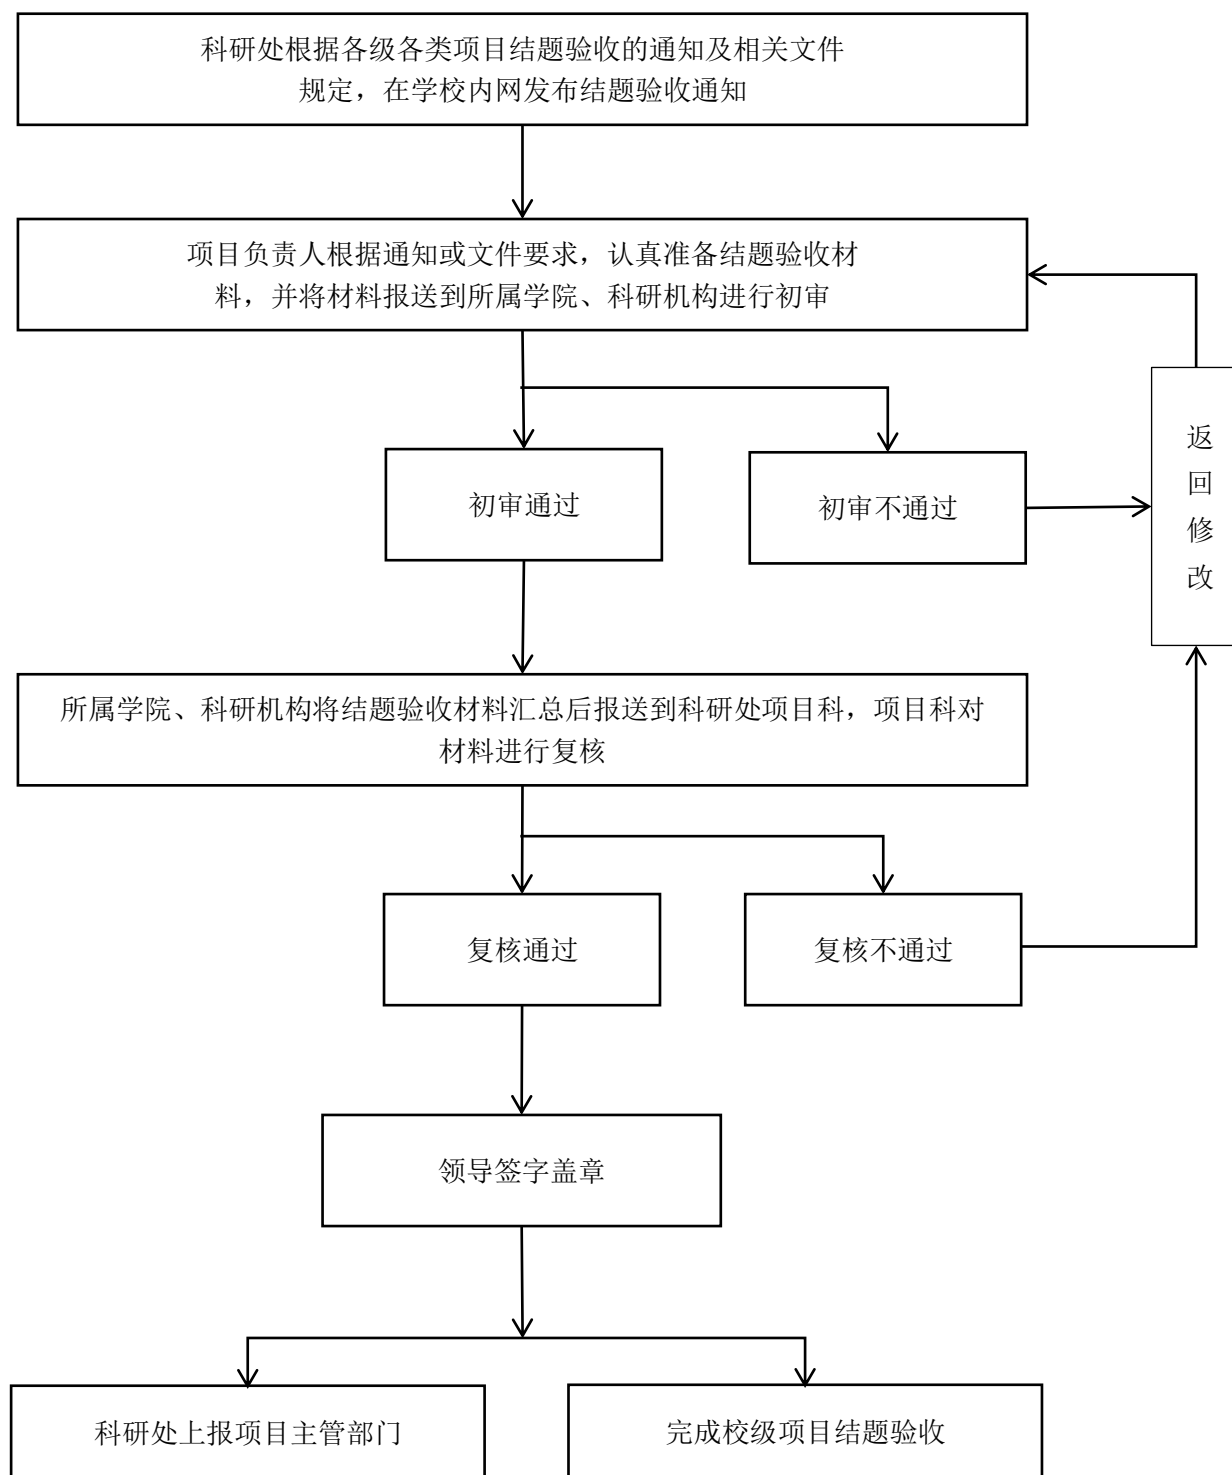 科研处根据各级各类项目结题验收的通知及相关文件
规定，在学校内网发布结题验收通知
项目负责人根据通知或文件要求，认真准备结题验收材
料，并将材料报送到所属学院、科研机构进行初审
初审通过
初审不通过
返
回
修
改
所属学院、科研机构将结题验收材料汇总后报送到科研处项目科，项目科对
材料进行复核
复核通过
复核不通过
领导签字盖章
科研处上报项目主管部门
完成校级项目结题验收